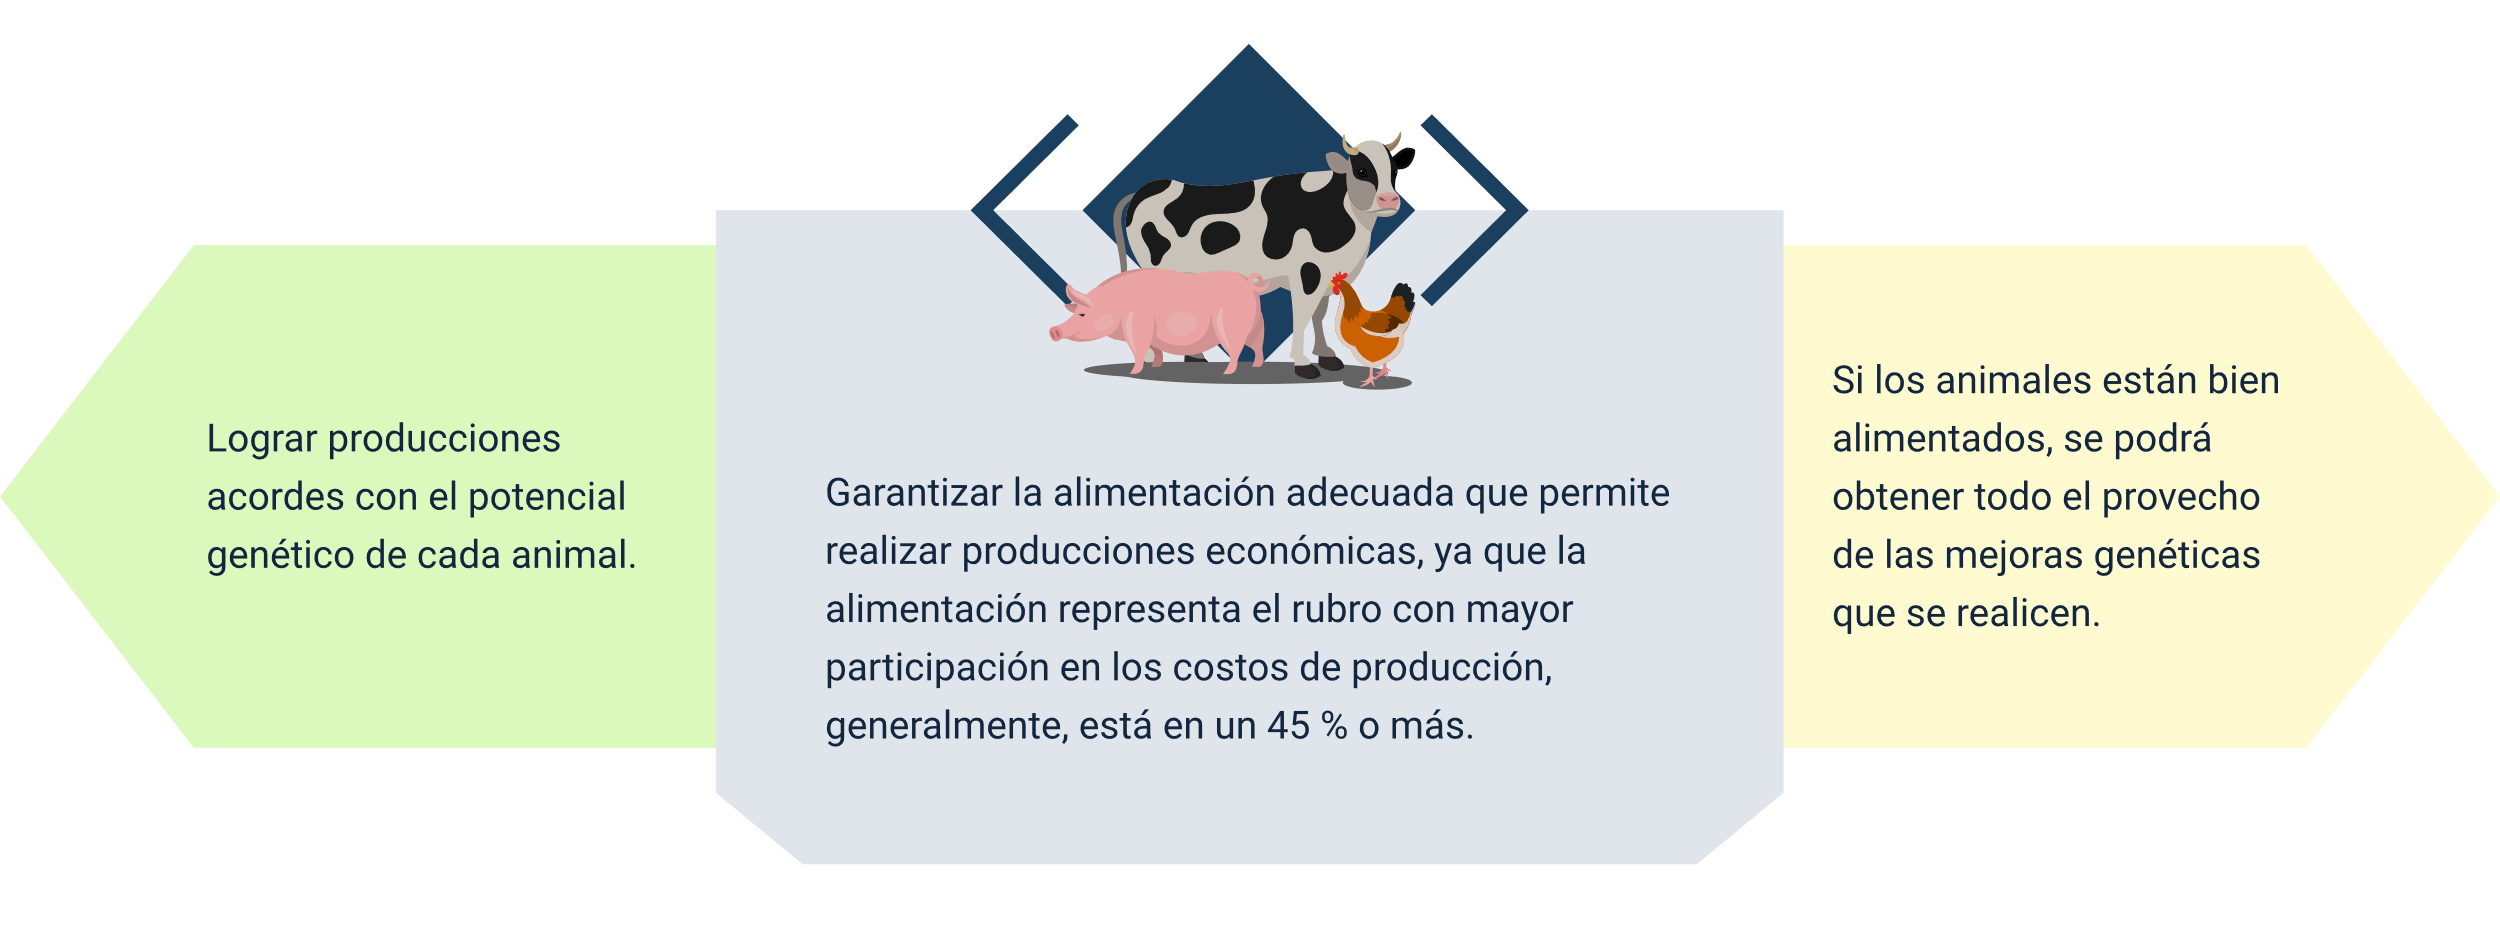 Lograr producciones
acordes con el potencial
genético de cada animal.
Garantizar la alimentación adecuada que permite
realizar producciones económicas, ya que la
alimentación representa el rubro con mayor
participación en los costos de producción,
generalmente, está en un 45 % o más.
Si los animales están bien
alimentados, se podrá
obtener todo el provecho
de las mejoras genéticas
que se realicen.